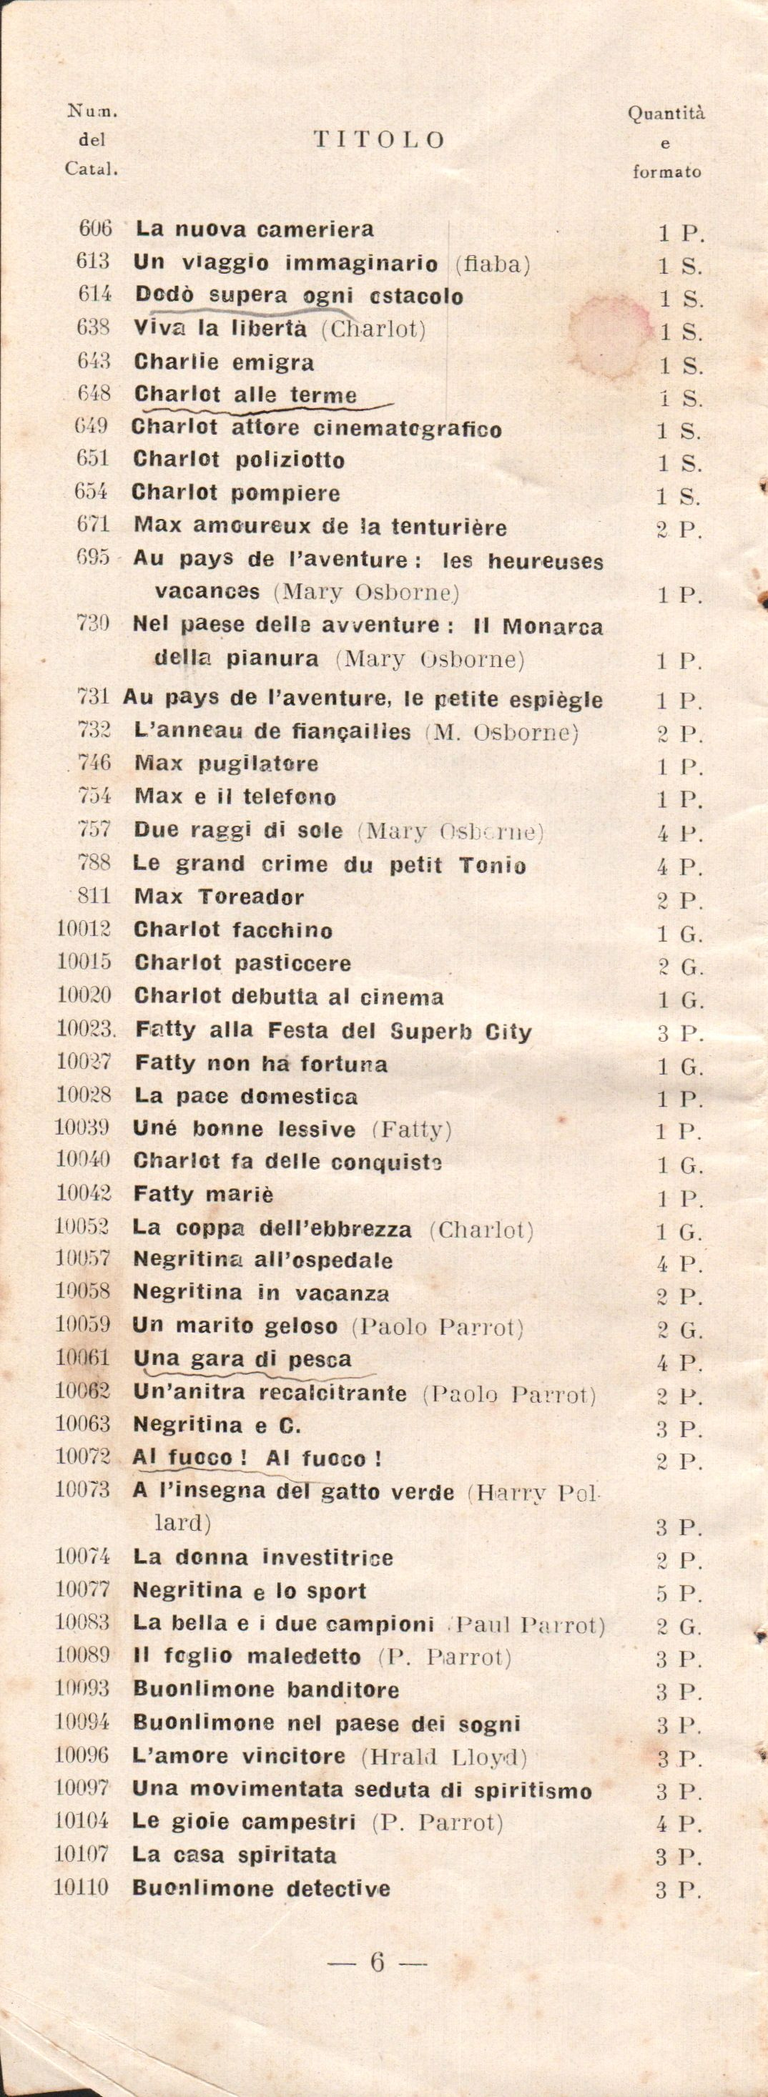 Num. del Catal. TITOLO Quantità e formato
606 La nuova cameriera 1 P.
613 Un viaggio immaginario (fiaba) 1 S.
614 Dodò supera ogni ostacolo 1 S.
638 Viva la libertà (Charlot) 1 S.
643 Charlie emigra 1 S.
648 Charlot alle terme 1 S.
649 Charlot attore cinematografico 1 S.
651 Charlot poliziotto 1 S.
654 Charlot pompiere 1 S.
671 Max amoureux de la tenturière 2 P.
695 Au pays de l'aventure : les heureuses
vacances (Mary Osborne) 1 P.
730 Nel paese delle avventure : Il Monarca
della pianura (Mary Osborne) 1 P.
731 Au pays de l'aventure, le petite espiègle 1 P.
732 L'anneau de fiançailles (M. Osborne) 2 P.
746 Max pugilatore 1 P.
754 Max e il telefono 1 P.
757 Due raggi di sole (Mary Osborne) 4 P.
788 Le grand crime du petit Tonio 4 P.
811 Max Toreador 2 P.
10012 Charlot facchino 1 G.
10015 Charlot pasticcere 2 G.
10020 Charlot debutta al cinema 1 G.
10023. Fatty alla Festa del Superb City 3 P.
10027 Fatty non ha fortuna 1 G.
10028 La pace domestica 1 P.
10039 Uné bonne lessive (Fatty) 1 P.
10040 Charlot fa delle conquiste 1 G.
10042 Fatty mariè 1 P.
10052 La coppa dell'ebbrezza (Charlot) 1 G.
10057 Negritina all'ospedale 4 P.
10058 Negritina in vacanza 2 P.
10059 Un marito geloso (Paolo Parrot) 2 G.
10061 Una gara di pesca 4 P.
10062 Un'anitra recalcitrante (Paolo Parrot) 2 P.
10063 Negritina e C. 3 P.
10072 Al fuoco ! Al fuoco ! 2 P.
10073 A l'insegna del gatto verde (Harry Pol-
lard) 3 P.
10074 La donna investitrice 2 P.
10077 Negritina e lo sport 5 P.
10083 La bella e i due campioni (Paul Parrot) 2 G.
10089 Il foglio maledetto (P. Parrot) 3 P.
10093 Buonlimone banditore 3 P.
10094 Buonlimone nel paese dei sogni 3 P.
10096 L'amore vincitore (Hrald Lloyd) 3 P.
10097 Una movimentata seduta di spiritismo 3 P.
10104 Le gioie campestri (P. Parrot) 4 P.
10107 La casa spiritata 3 P.
10110 Buonlimone detective 3 P.
— 6 —